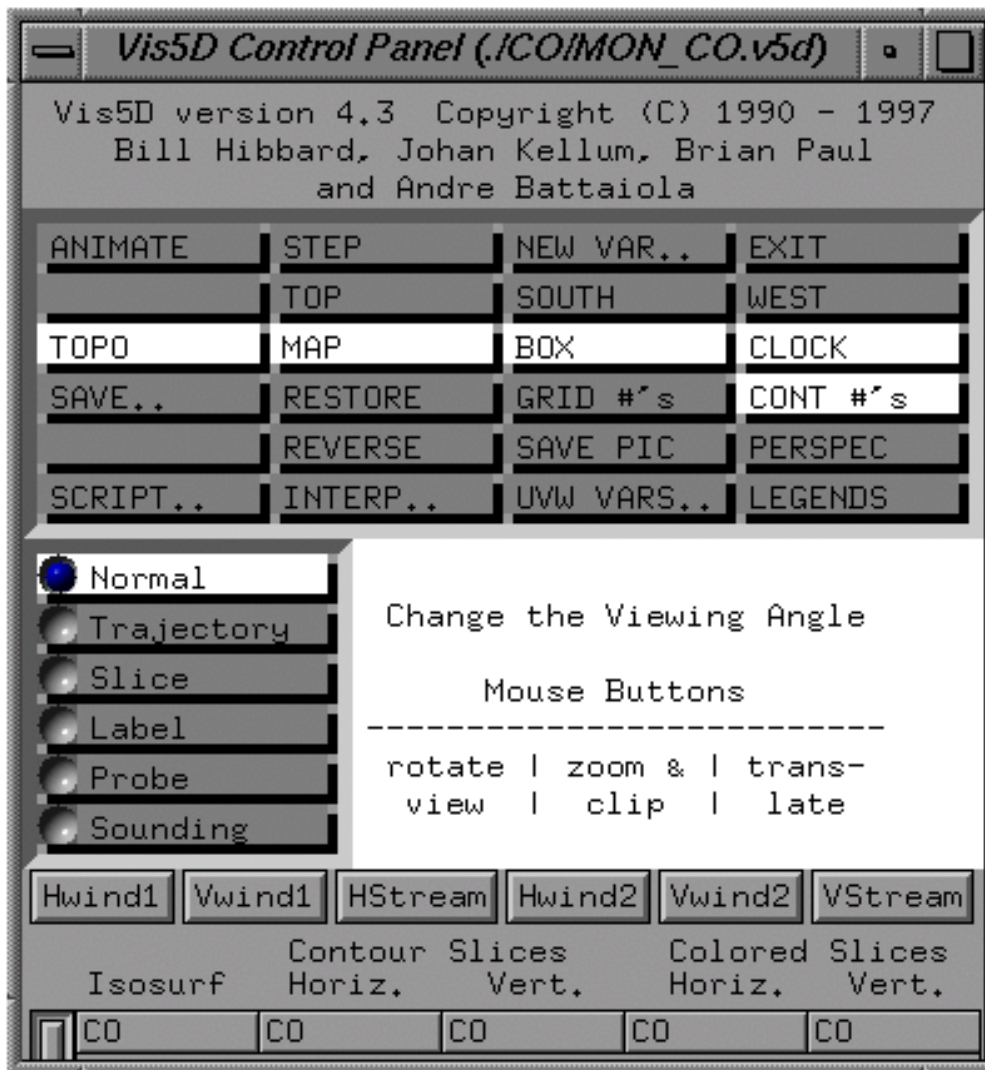 Vis5D Control Panel (./CO/MON_CO.v5d)
Vis5D version 4.3 Copyright (C) 1990 - 1997
Bill Hibbard, Johan Kellum, Brian Paul
and Andre Battaiola
ANIMATE STEP NEW VAR.. EXIT
TOP SOUTH WEST
TOPO MAP BOX CLOCK
SAVE.. RESTORE GRID #´s CONT #´s
REVERSE SAVE PIC PERSPEC
SCRIPT.. INTERP.. UVW VARS.. LEGENDS
Normal
Trajectory
Slice
Label
Probe
Sounding
Change the Viewing Angle
Mouse Buttons
--------------------------
rotate | zoom & | trans-
view | clip | late
Hwind1 Vwind1 HStream Hwind2 Vwind2 VStream
Contour Slices Colored Slices
Isosurf Horiz. Vert. Horiz. Vert.
CO CO CO CO CO